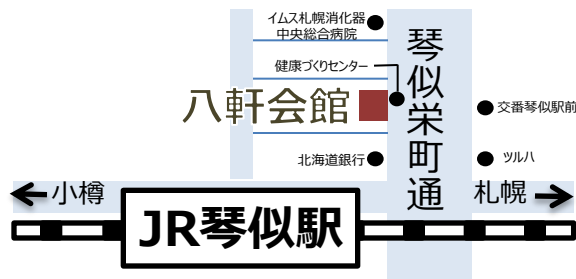 イムス札幌消化器
中央総合病院
健康づくりセンター
八軒会館
琴似栄町通
交番琴似駅前
北海道銀行
ツルハ
小樽
札幌
JR琴似駅